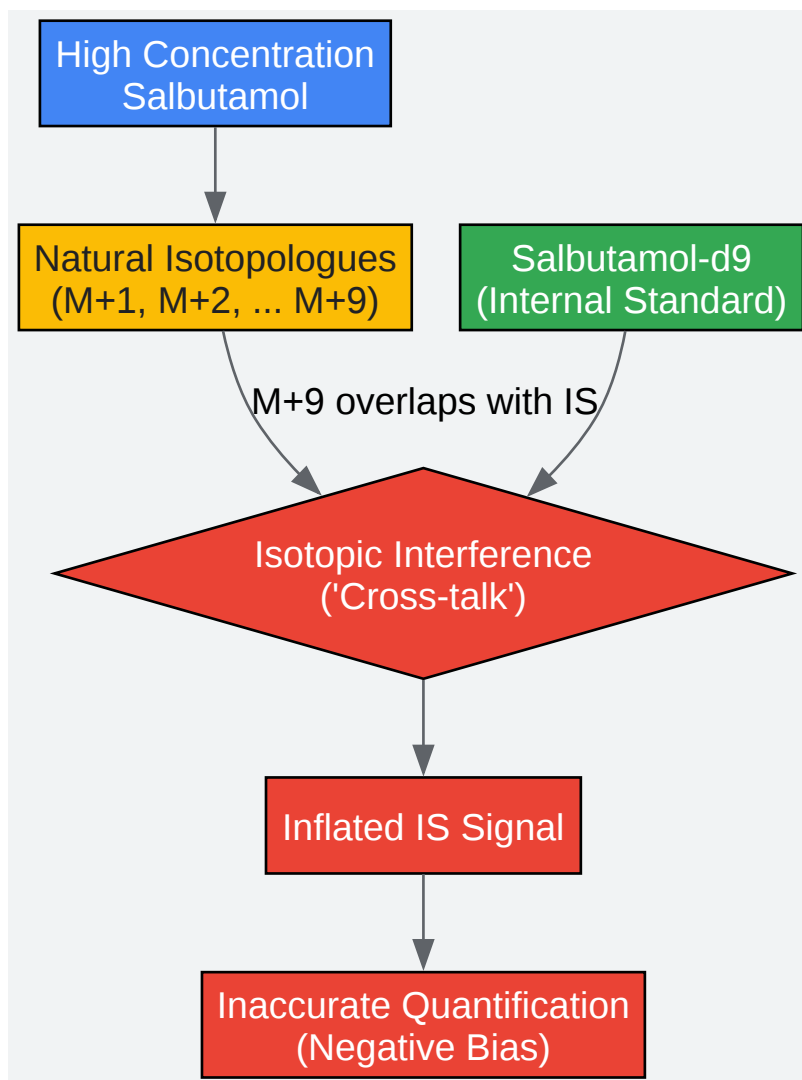 High Concentration
Salbutamol
Natural Isotopologues
(M+1, M+2, ... M+9)
Salbutamol-d9
(Internal Standard)
M+9 overlaps with IS
Isotopic Interference
('Cross-talk')
Inflated IS Signal
Inaccurate Quantification
(Negative Bias)